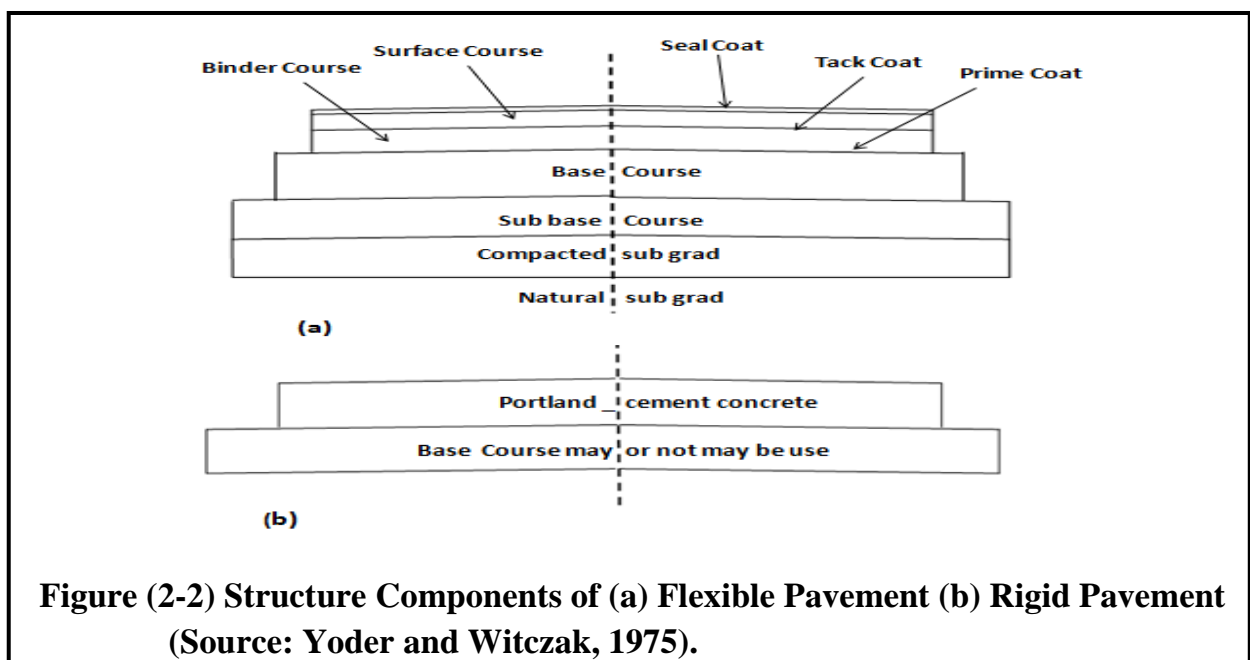 Seal Coat
Surface Course
Tack Coat
Binder Course
Prime Coat
Base Course
Sub base Course
Compacted sub grad
Natural sub grad
(a)
Portland _ cement concrete
Base Course may or not may be use
(b)
Figure (2-2) Structure Components of (a) Flexible Pavement (b) Rigid Pavement
(Source: Yoder and Witczak, 1975).